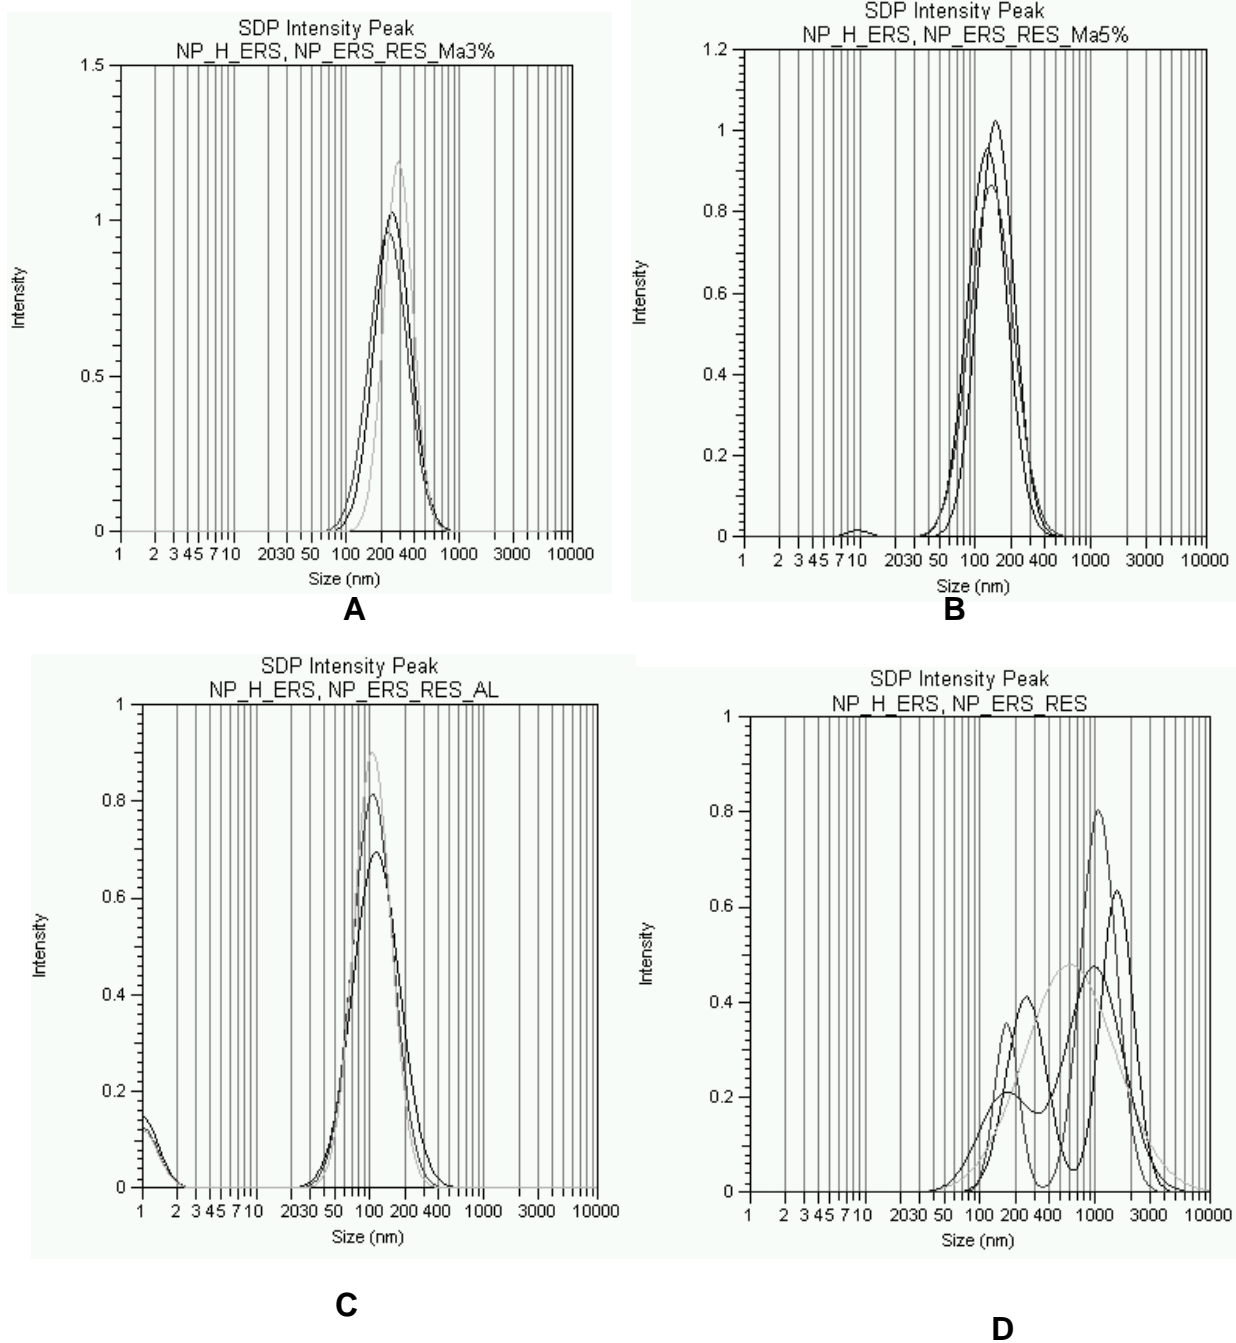 SDP Intensity Peak
NP_H_ERS, NP_ERS_RES_Ma3%
1.5
1
0.5
0
Intensity
1 2 3 4 5 7 10 20 30 50 100 200 400 1000 3000 10000
Size (nm)
A
SDP Intensity Peak
NP_H_ERS, NP_ERS_RES_Ma5%
1.2
1
0.8
0.6
0.4
0.2
0
Intensity
1 2 3 4 5 7 10 20 30 50 100 200 400 1000 3000 10000
Size (nm)
B
SDP Intensity Peak
NP_H_ERS, NP_ERS_RES_AL
1
0.8
0.6
0.4
0.2
0
Intensity
1 2 3 4 5 7 10 20 30 50 100 200 400 1000 3000 10000
Size (nm)
C
SDP Intensity Peak
NP_H_ERS, NP_ERS_RES
1
0.8
0.6
0.4
0.2
0
Intensity
1 2 3 4 5 7 10 20 30 50 100 200 400 1000 3000 10000
Size (nm)
D